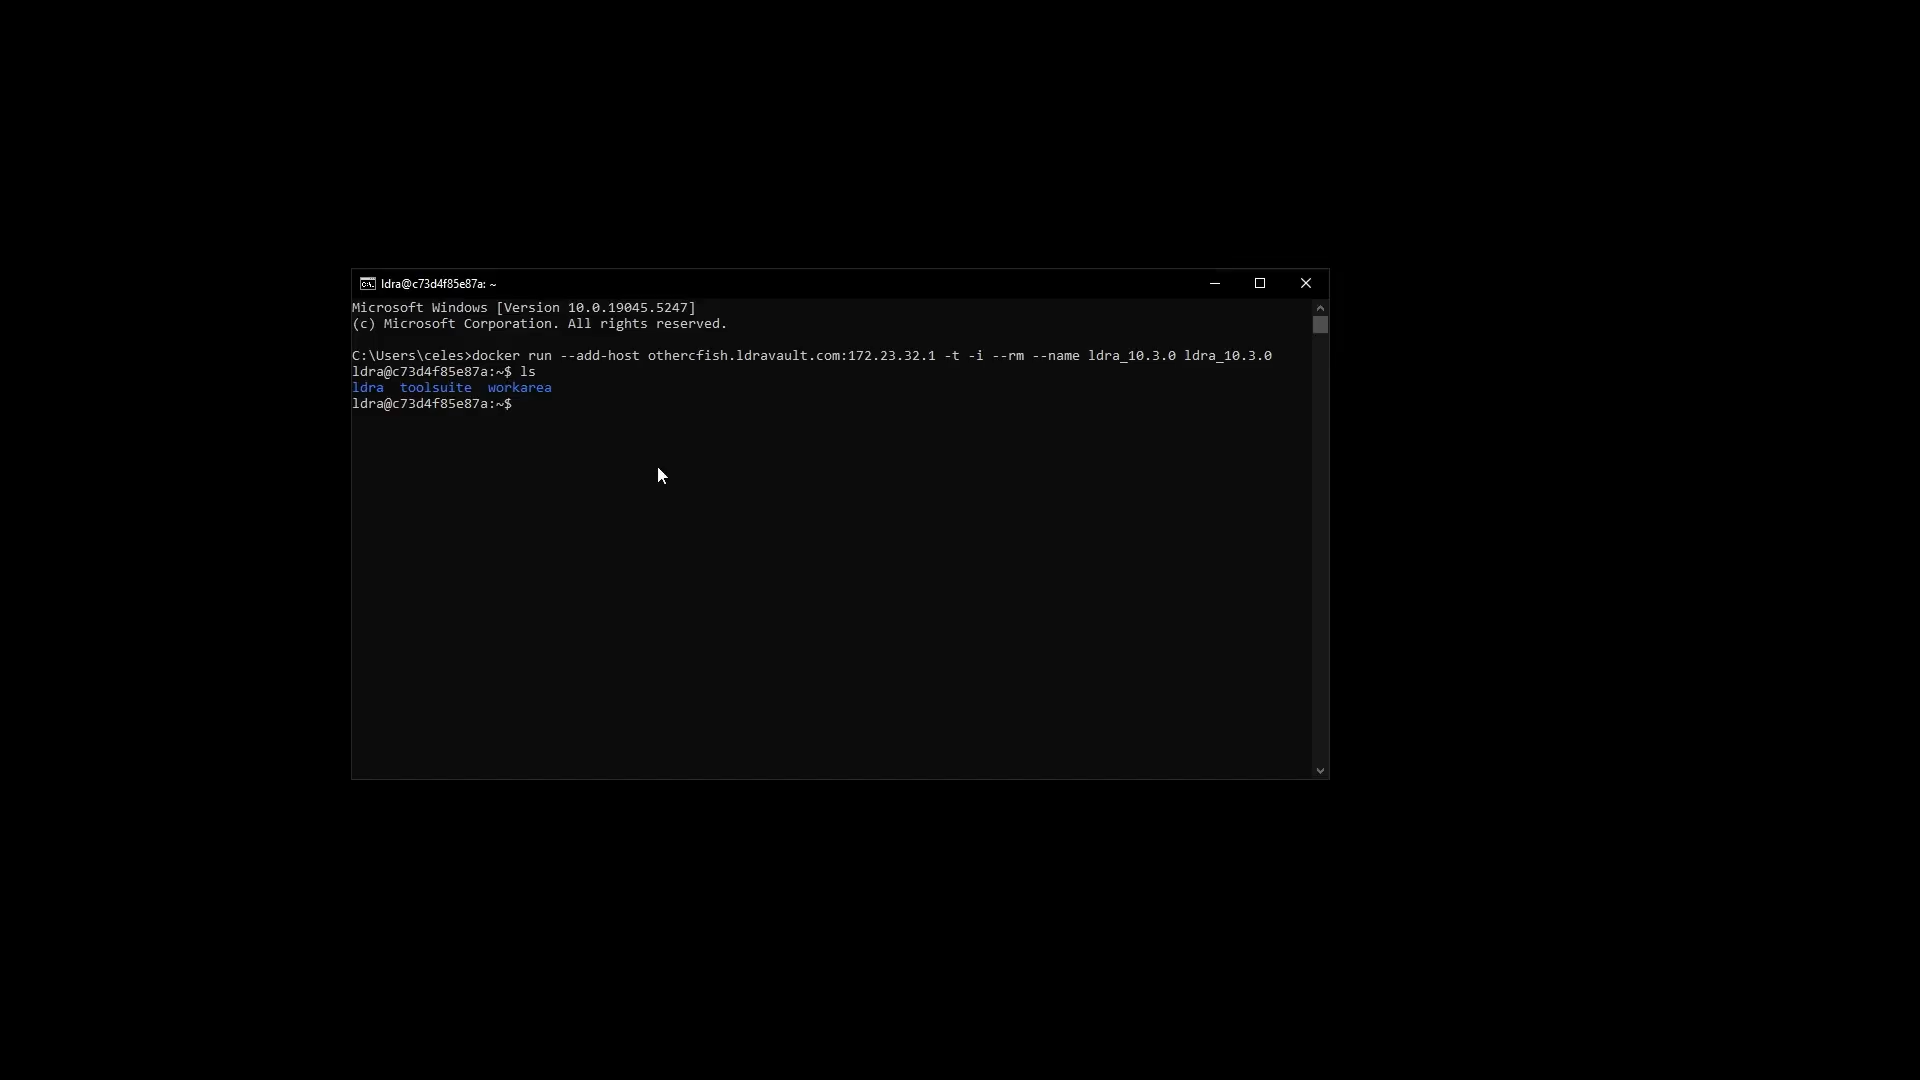 ldra@c73d4f85e87a: ~
Microsoft Windows [Version 10.0.19045.5247]
(c) Microsoft Corporation. All rights reserved.
C:\Users\celes>docker run --add-host othercfish.ldravault.com:172.23.32.1 -t -i --rm --name ldra_10.3.0 ldra_10.3.0
ldra@c73d4f85e87a:~$ ls
ldra  toolsuite  workarea
ldra@c73d4f85e87a:~$